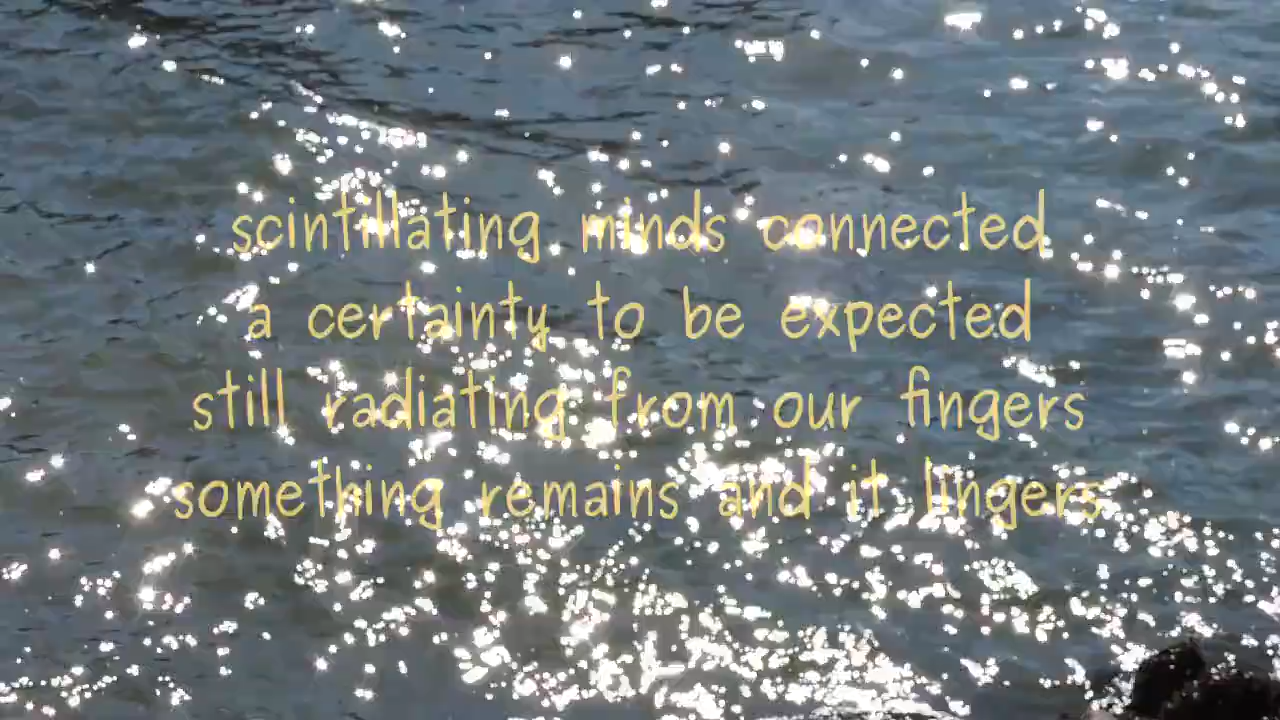 scintillating minds connected
a certainty to be expected
still radiating from our fingers
something remains and it lingers